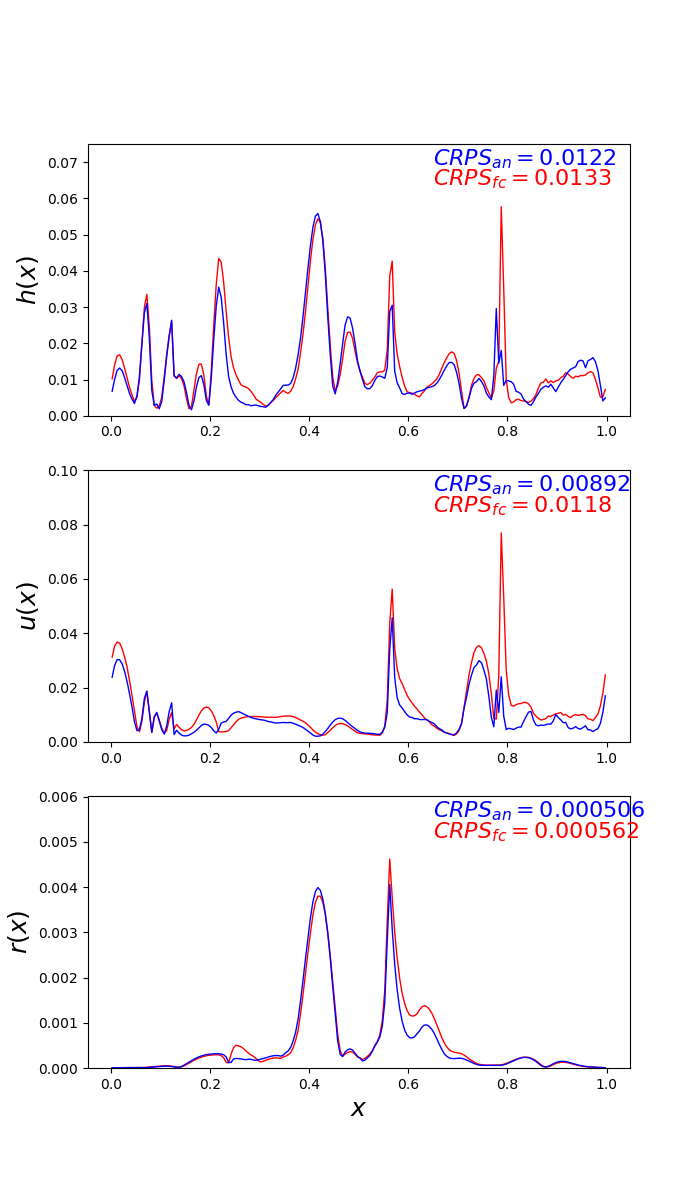 CRPS_an = 0.0122
CRPS_fc = 0.0133
h(x)
0.07
0.06
0.05
0.04
0.03
0.02
0.01
0.00
0.0 0.2 0.4 0.6 0.8 1.0
CRPS_an = 0.00892
CRPS_fc = 0.0118
u(x)
0.10
0.08
0.06
0.04
0.02
0.00
0.0 0.2 0.4 0.6 0.8 1.0
CRPS_an = 0.000506
CRPS_fc = 0.000562
r(x)
0.006
0.005
0.004
0.003
0.002
0.001
0.000
0.0 0.2 0.4 0.6 0.8 1.0
x